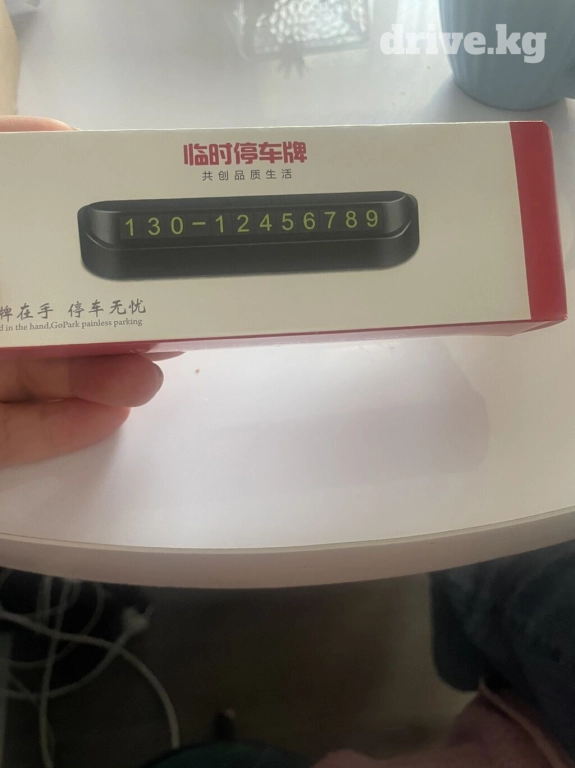 drive.kg
临时停车牌
共创品质生活
130-12456789
牌在手 停车无忧
in the hand,GoPark painless parking